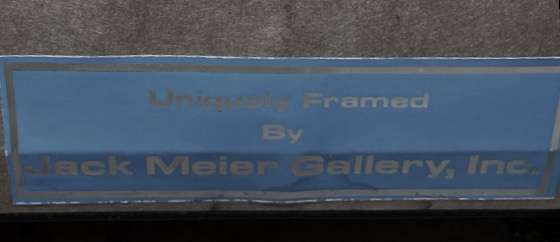 Uniquely Framed
By
Jack Meier Gallery, Inc.